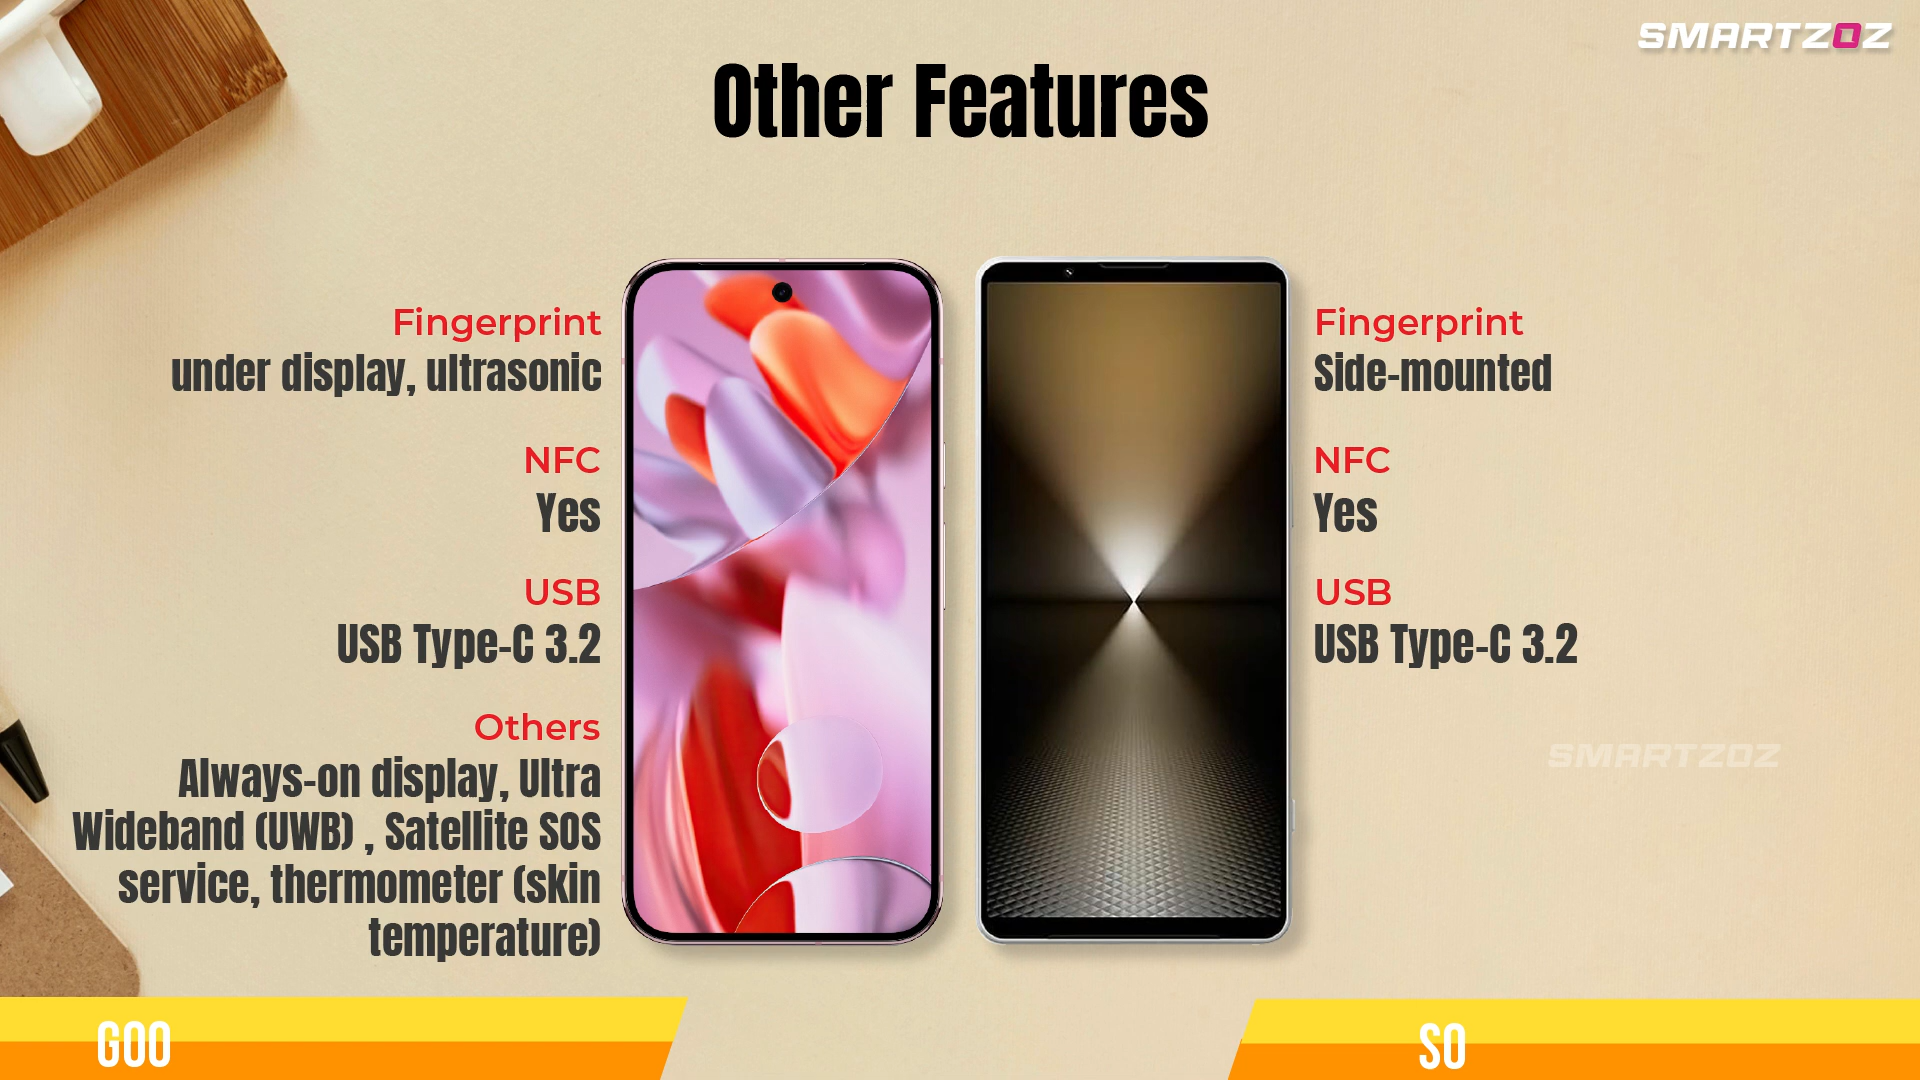 SMARTZOZ
Other Features
Fingerprint
under display, ultrasonic
NFC
Yes
USB
USB Type-C 3.2
Others
Always-on display, Ultra
Wideband (UWB) , Satellite SOS
service, thermometer (skin
temperature)
Fingerprint
Side-mounted
NFC
Yes
USB
USB Type-C 3.2
SMARTZOZ
GOO
SO